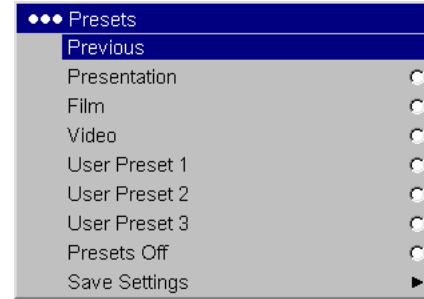 Presets
Previous
Presentation
Film
Video
User Preset 1
User Preset 2
User Preset 3
Presets Off
Save Settings